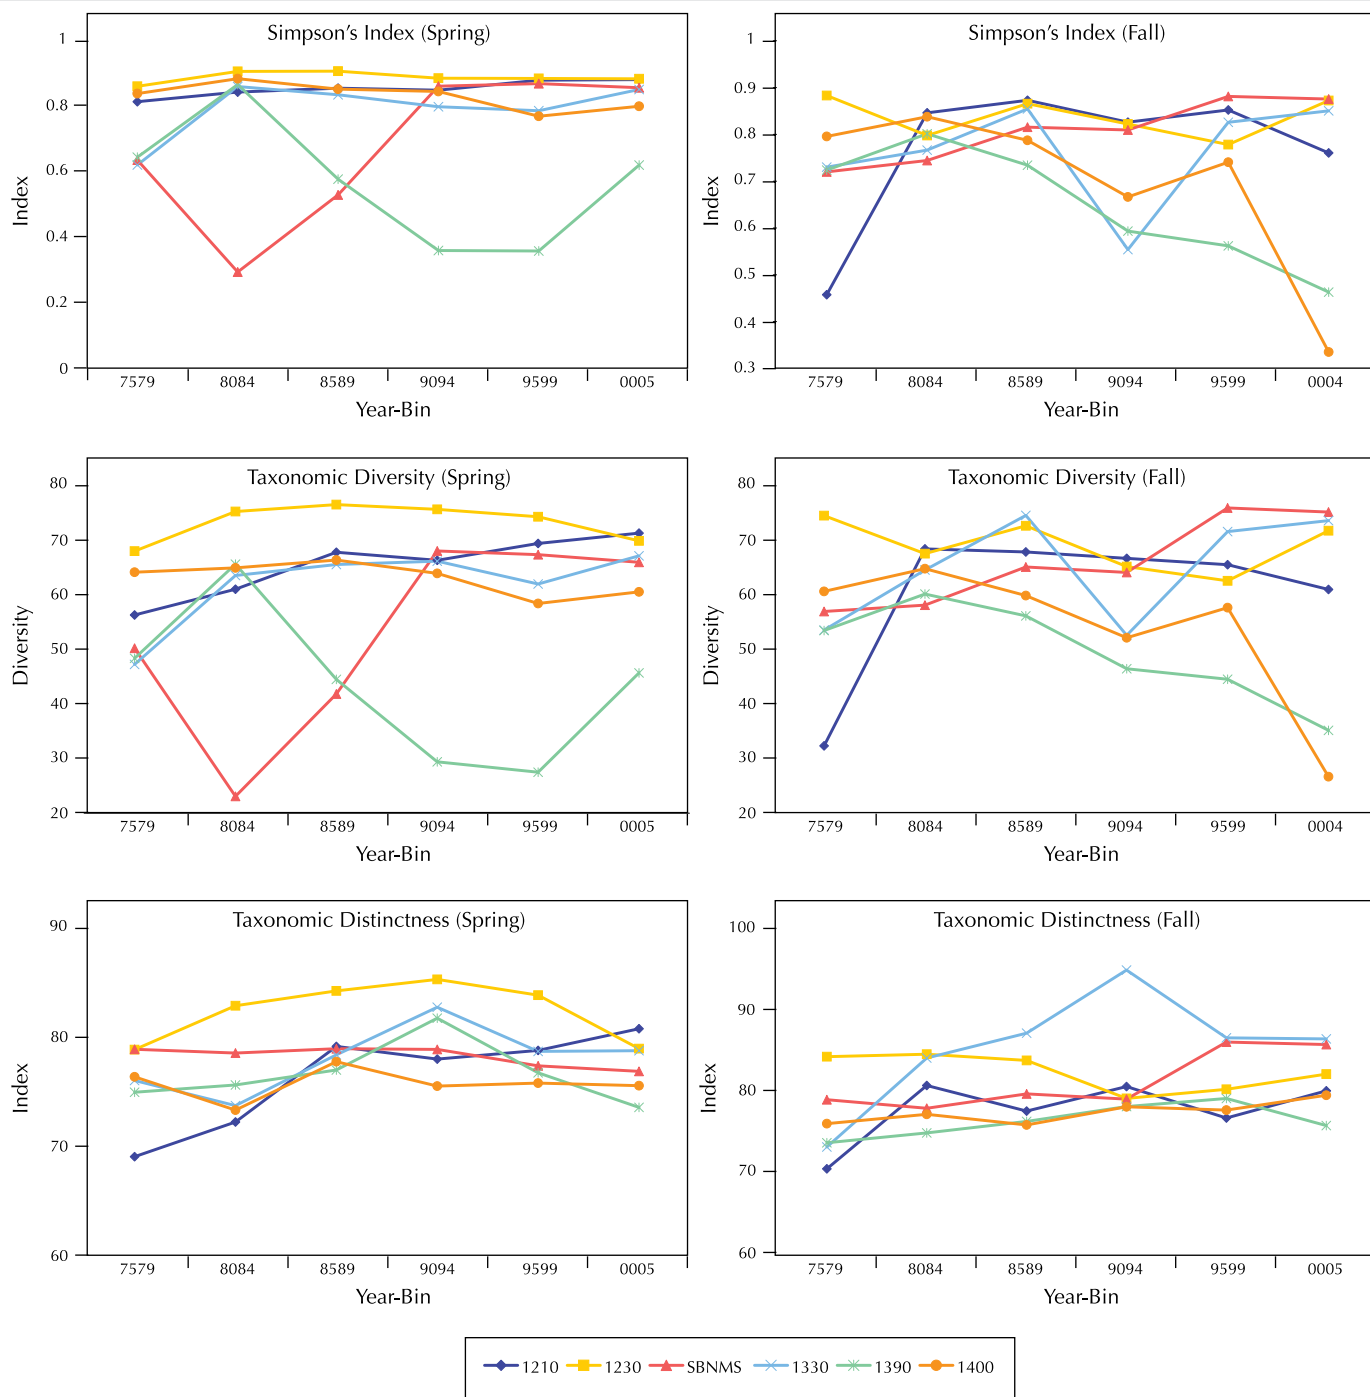 Simpson's Index (Spring)
1
0.8
0.6
0.4
0.2
0
Index
7579 8084 8589 9094 9599 0005
Year-Bin
Simpson's Index (Fall)
1
0.9
0.8
0.7
0.6
0.5
0.4
0.3
Index
7579 8084 8589 9094 9599 0004
Year-Bin
Taxonomic Diversity (Spring)
80
70
60
50
40
30
20
Diversity
7579 8084 8589 9094 9599 0005
Year-Bin
Taxonomic Diversity (Fall)
80
70
60
50
40
30
20
Diversity
7579 8084 8589 9094 9599 0004
Year-Bin
Taxonomic Distinctness (Spring)
90
80
70
60
Index
7579 8084 8589 9094 9599 0005
Year-Bin
Taxonomic Distinctness (Fall)
100
90
80
70
60
Index
7579 8084 8589 9094 9599 0005
Year-Bin
1210 1230 SBNMS 1330 1390 1400